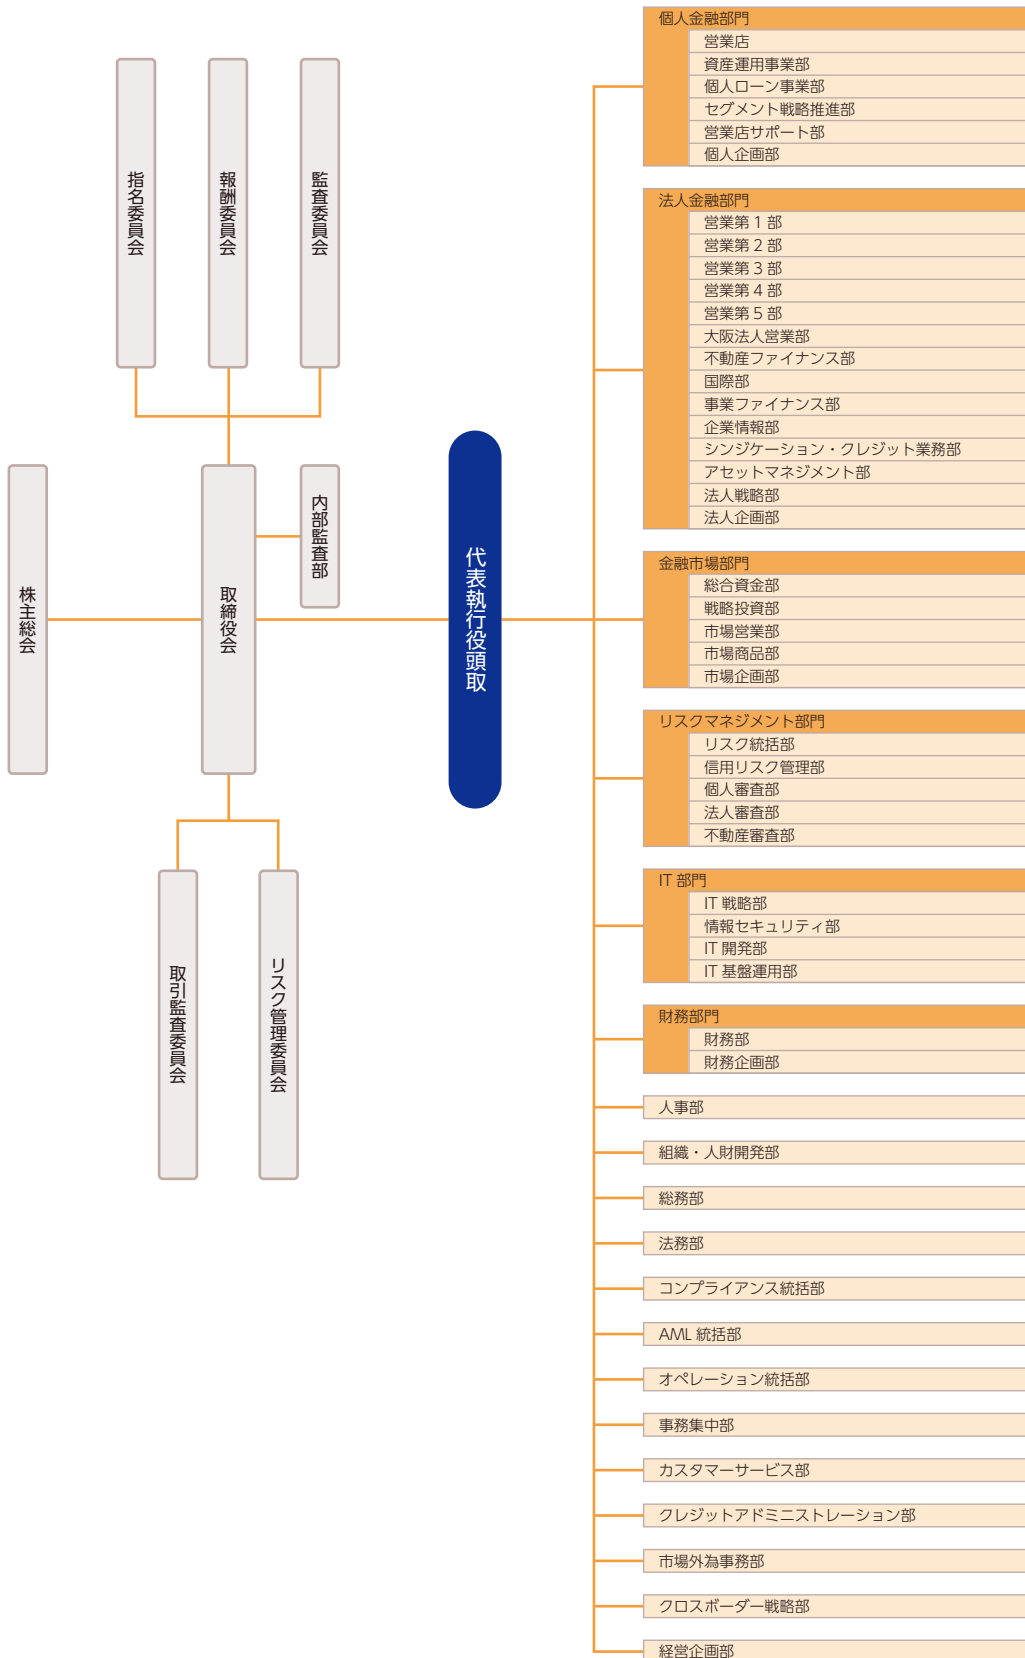 指名委員会
報酬委員会
監査委員会
株主総会
取締役会
内部監査部
代表執行役頭取
取引監査委員会
リスク管理委員会
個人金融部門
営業店
資産運用事業部
個人ローン事業部
セグメント戦略推進部
営業店サポート部
個人企画部
法人金融部門
営業第1部
営業第2部
営業第3部
営業第4部
営業第5部
大阪法人営業部
不動産ファイナンス部
国際部
事業ファイナンス部
企業情報部
シンジケーション・クレジット業務部
アセットマネジメント部
法人戦略部
法人企画部
金融市場部門
総合資金部
戦略投資部
市場営業部
市場商品部
市場企画部
リスクマネジメント部門
リスク統括部
信用リスク管理部
個人審査部
法人審査部
不動産審査部
IT 部門
IT 戦略部
情報セキュリティ部
IT 開発部
IT 基盤運用部
財務部門
財務部
財務企画部
人事部
組織・人財開発部
総務部
法務部
コンプライアンス統括部
AML 統括部
オペレーション統括部
事務集中部
カスタマーサービス部
クレジットアドミニストレーション部
市場外為事務部
クロスボーダー戦略部
経営企画部